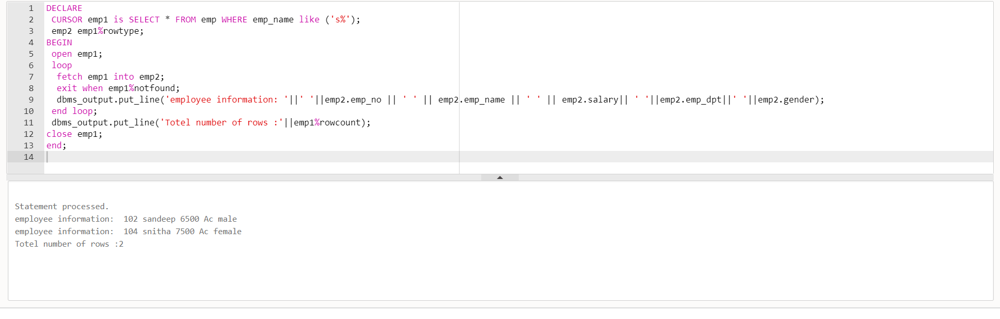 1 DECLARE
2 CURSOR emp1 is SELECT * FROM emp WHERE emp_name like ('s%');
3 emp2 emp1%rowtype;
4 BEGIN
5 open emp1;
6 loop
7 fetch emp1 into emp2;
8 exit when emp1%notfound;
9 dbms_output.put_line('employee information: '||' '||emp2.emp_no || ' ' || emp2.emp_name || ' ' || emp2.salary|| ' '||emp2.emp_dpt||' '||emp2.gender);
10 end loop;
11 dbms_output.put_line('Totel number of rows :'||emp1%rowcount);
12 close emp1;
13 end;
14
Statement processed.
employee information:  102 sandeep 6500 Ac male
employee information:  104 snitha 7500 Ac female
Totel number of rows :2